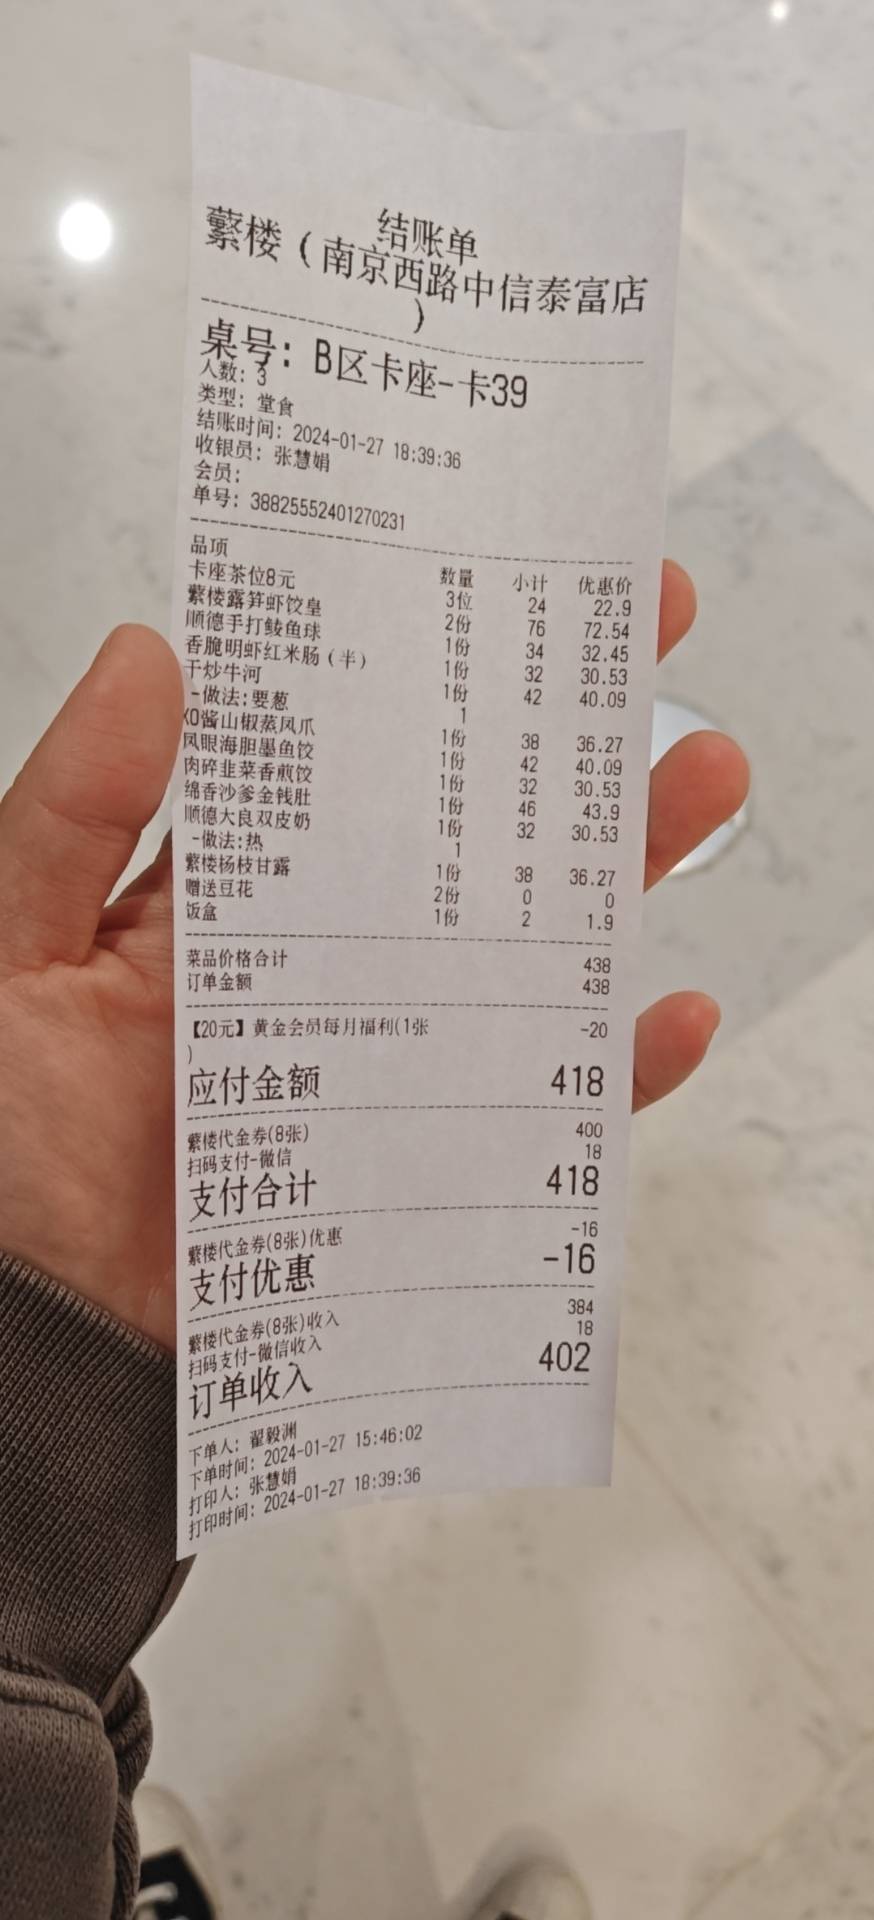 结账单
蘩楼（南京西路中信泰富店
）
桌号: B区卡座-卡39
人数: 3
类型: 堂食
结账时间: 2024-01-27 18:39:36
收银员: 张慧娟
会员:
单号: 38825552401270231
品项 数量 小计 优惠价
卡座茶位8元 3位 24 22.9
蘩楼露笋虾饺皇 2份 76 72.54
顺德手打鲮鱼球 1份 34 32.45
香脆明虾红米肠（半） 1份 32 30.53
干炒牛河 1份 42 40.09
-做法:要葱 1
XO酱山椒蒸凤爪 1份 38 36.27
凤眼海胆墨鱼饺 1份 42 40.09
肉碎韭菜香煎饺 1份 32 30.53
绵香沙爹金钱肚 1份 46 43.9
顺德大良双皮奶 1份 32 30.53
-做法:热 1
蘩楼杨枝甘露 1份 38 36.27
赠送豆花 2份 0 0
饭盒 1份 2 1.9
菜品价格合计 438
订单金额 438
【20元】黄金会员每月福利(1张 -20
)
应付金额 418
蘩楼代金券(8张) 400
扫码支付-微信 18
支付合计 418
蘩楼代金券(8张)优惠 -16
支付优惠 -16
蘩楼代金券(8张)收入 384
扫码支付-微信收入 18
订单收入 402
下单人: 翟毅渊
下单时间: 2024-01-27 15:46:02
打印人: 张慧娟
打印时间: 2024-01-27 18:39:36